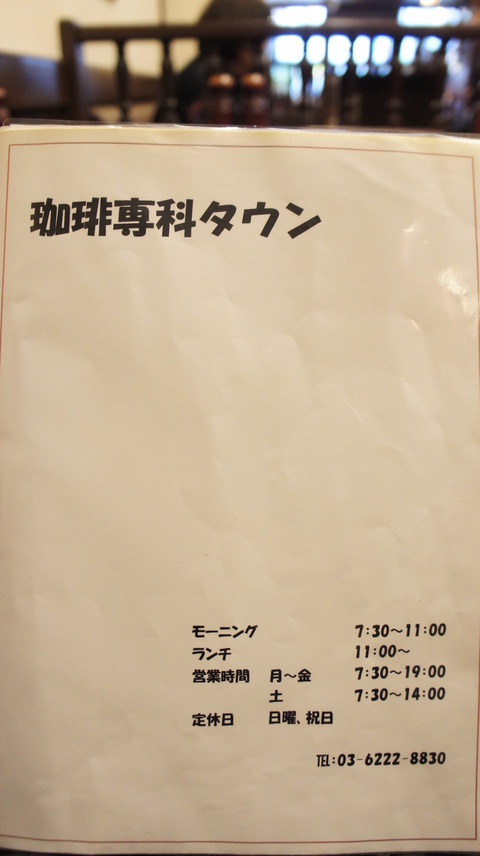 珈琲専科タウン
モーニング 7:30～11:00
ランチ 11:00～
営業時間 月～金 7:30～19:00
土 7:30～14:00
定休日 日曜、祝日
TEL:03-6222-8830